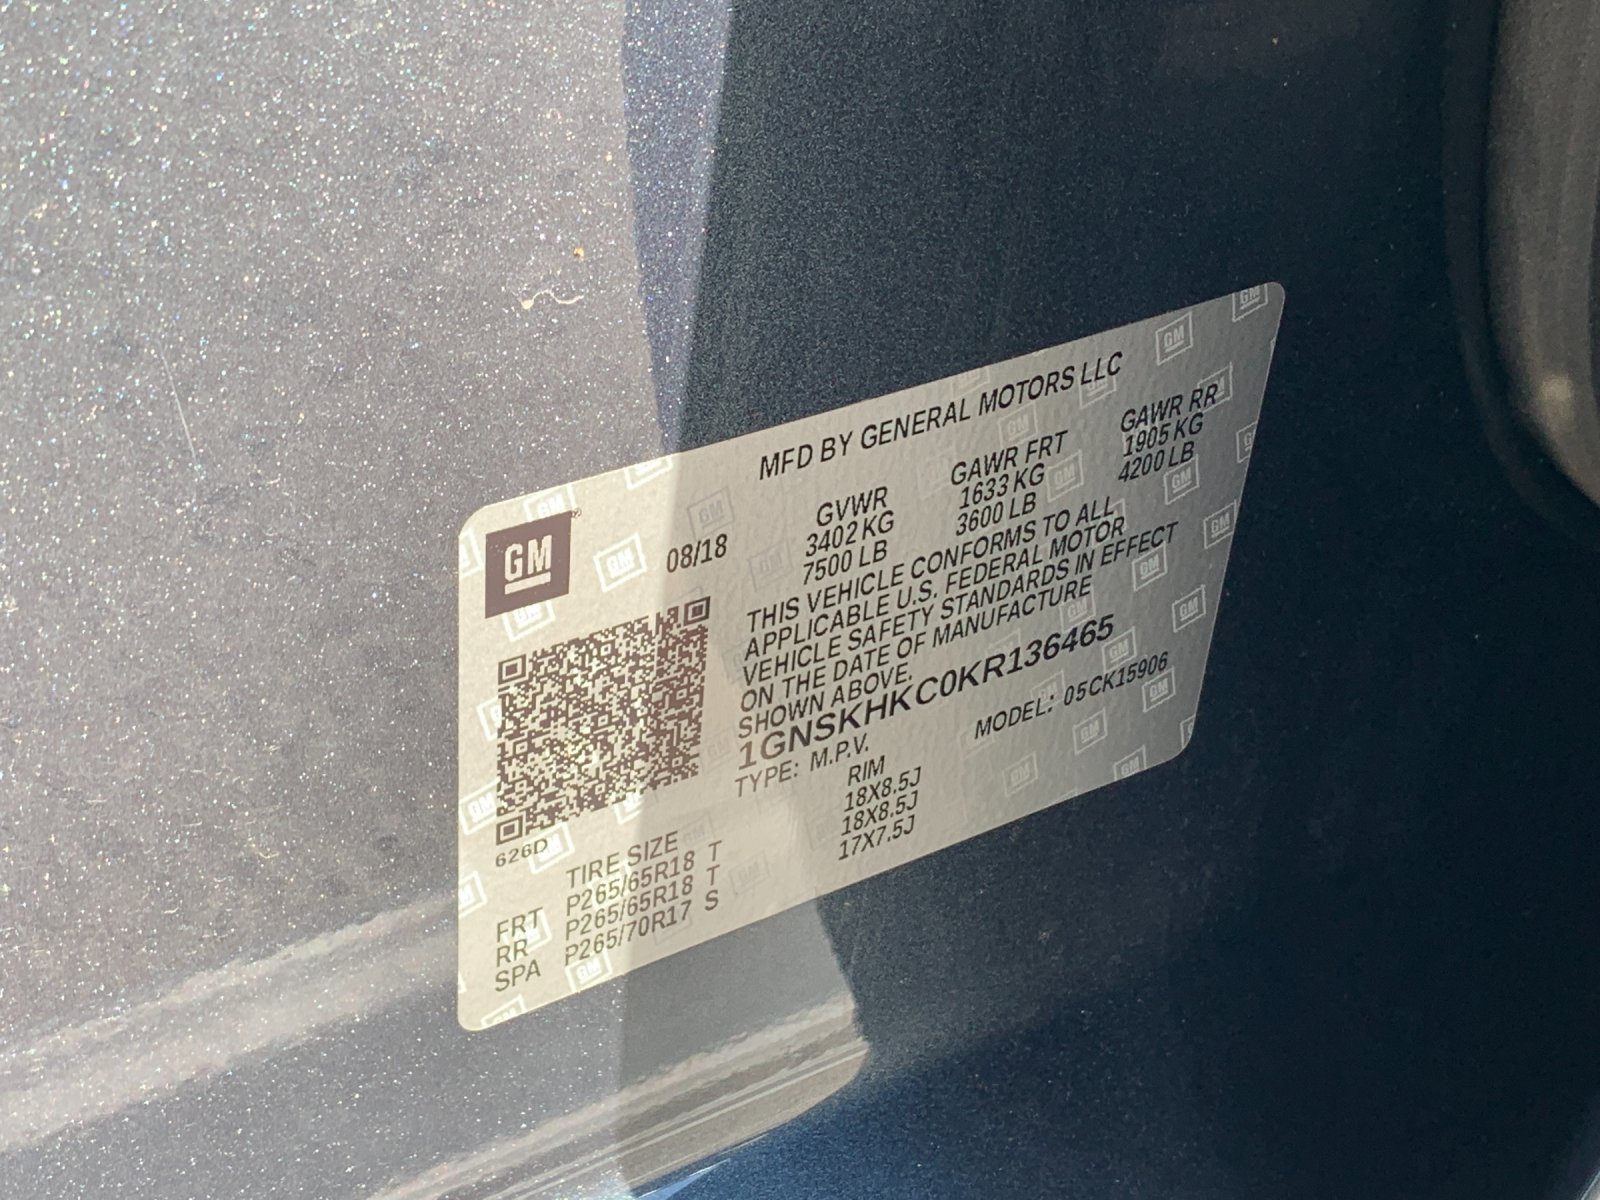 MFD BY GENERAL MOTORS LLC
GM
08/18
GVWR GAWR FRT GAWR RR
3402 KG 1633 KG 1905 KG
7500 LB 3600 LB 4200 LB
THIS VEHICLE CONFORMS TO ALL
APPLICABLE U.S. FEDERAL MOTOR
VEHICLE SAFETY STANDARDS IN EFFECT
ON THE DATE OF MANUFACTURE
SHOWN ABOVE.
1GNSKHKC0KR136465
TYPE: M.P.V. MODEL: 05CK15906
626D
TIRE SIZE RIM
FRT P265/65R18 T 18X8.5J
RR P265/65R18 T 18X8.5J
SPA P265/70R17 S 17X7.5J